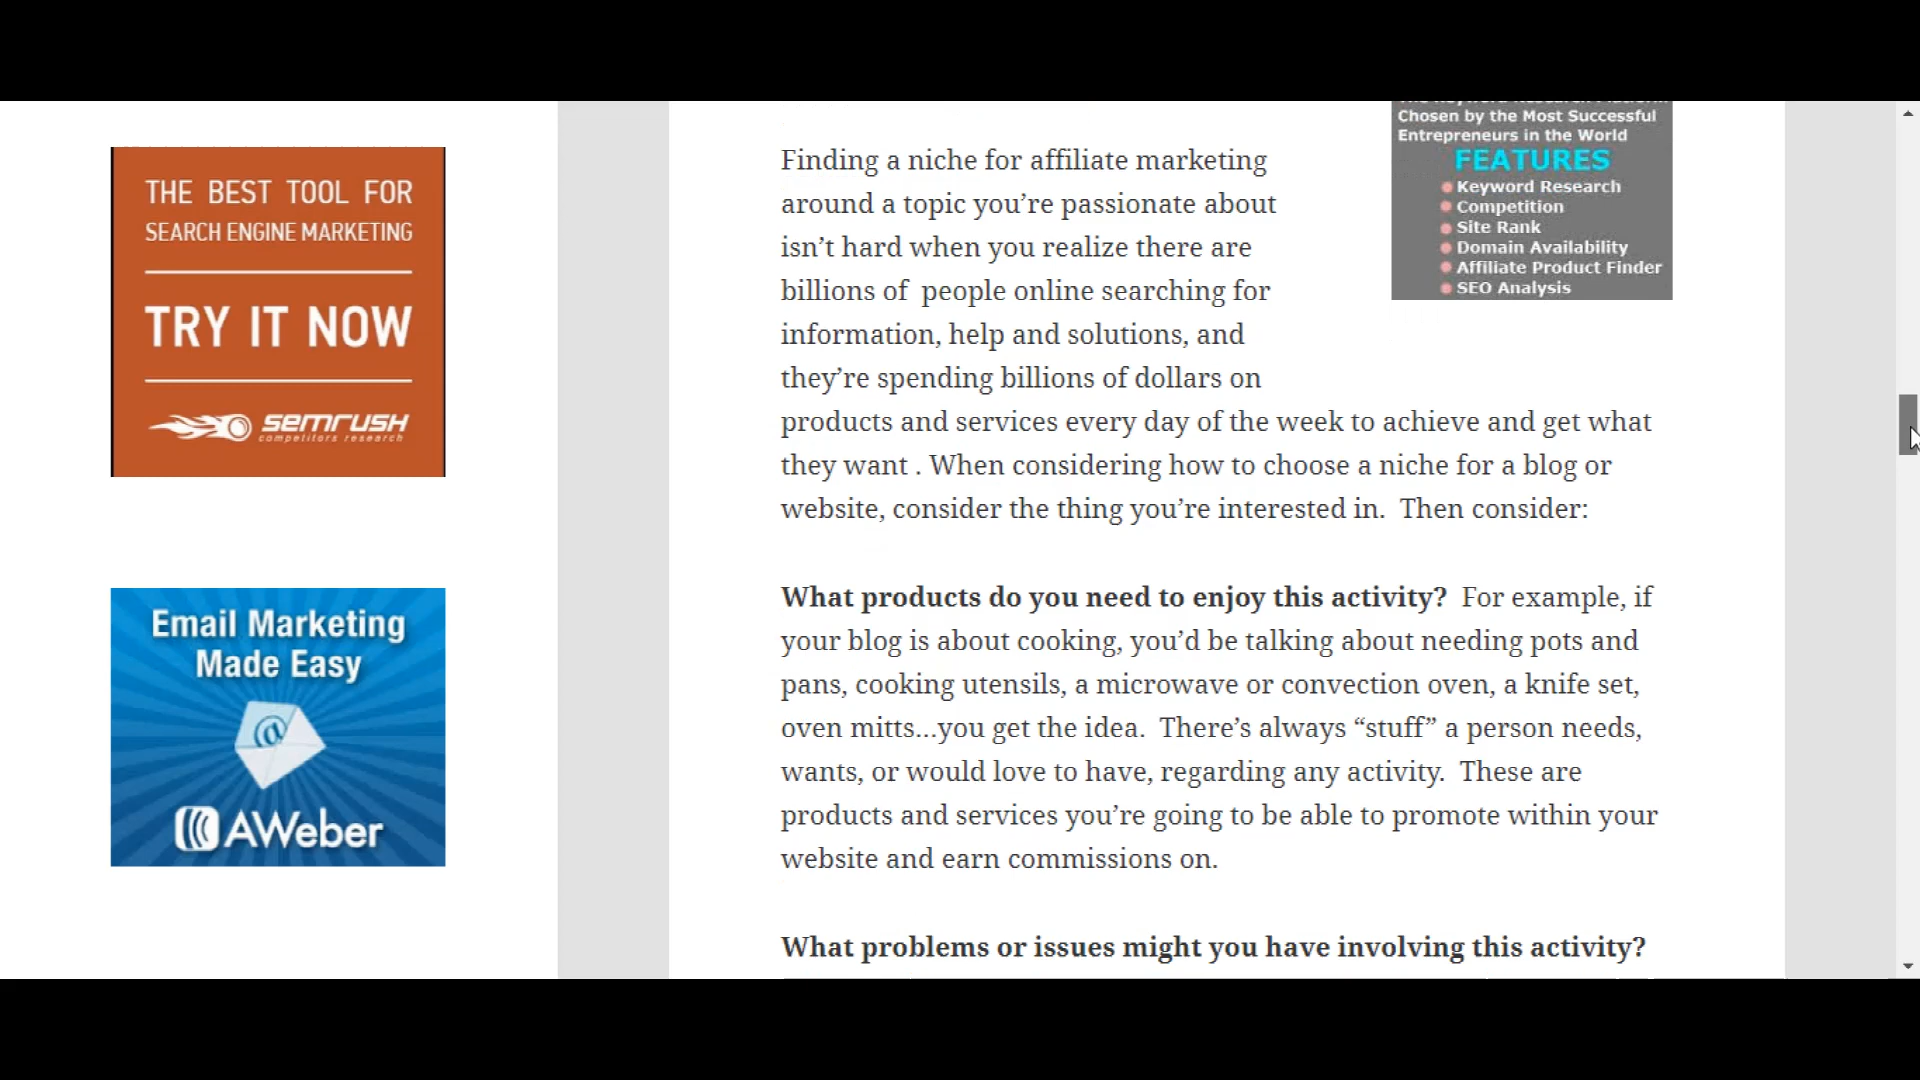 THE BEST TOOL FOR
SEARCH ENGINE MARKETING
TRY IT NOW
semrush
competitors research
Email Marketing
Made Easy
@
AWeber
Chosen by the Most Successful
Entrepreneurs in the World
FEATURES
Keyword Research
Competition
Site Rank
Domain Availability
Affiliate Product Finder
SEO Analysis
Finding a niche for affiliate marketing
around a topic you’re passionate about
isn’t hard when you realize there are
billions of  people online searching for
information, help and solutions, and
they’re spending billions of dollars on
products and services every day of the week to achieve and get what
they want . When considering how to choose a niche for a blog or
website, consider the thing you’re interested in.  Then consider:
What products do you need to enjoy this activity?  For example, if
your blog is about cooking, you’d be talking about needing pots and
pans, cooking utensils, a microwave or convection oven, a knife set,
oven mitts…you get the idea.  There’s always “stuff” a person needs,
wants, or would love to have, regarding any activity.  These are
products and services you’re going to be able to promote within your
website and earn commissions on.
What problems or issues might you have involving this activity?